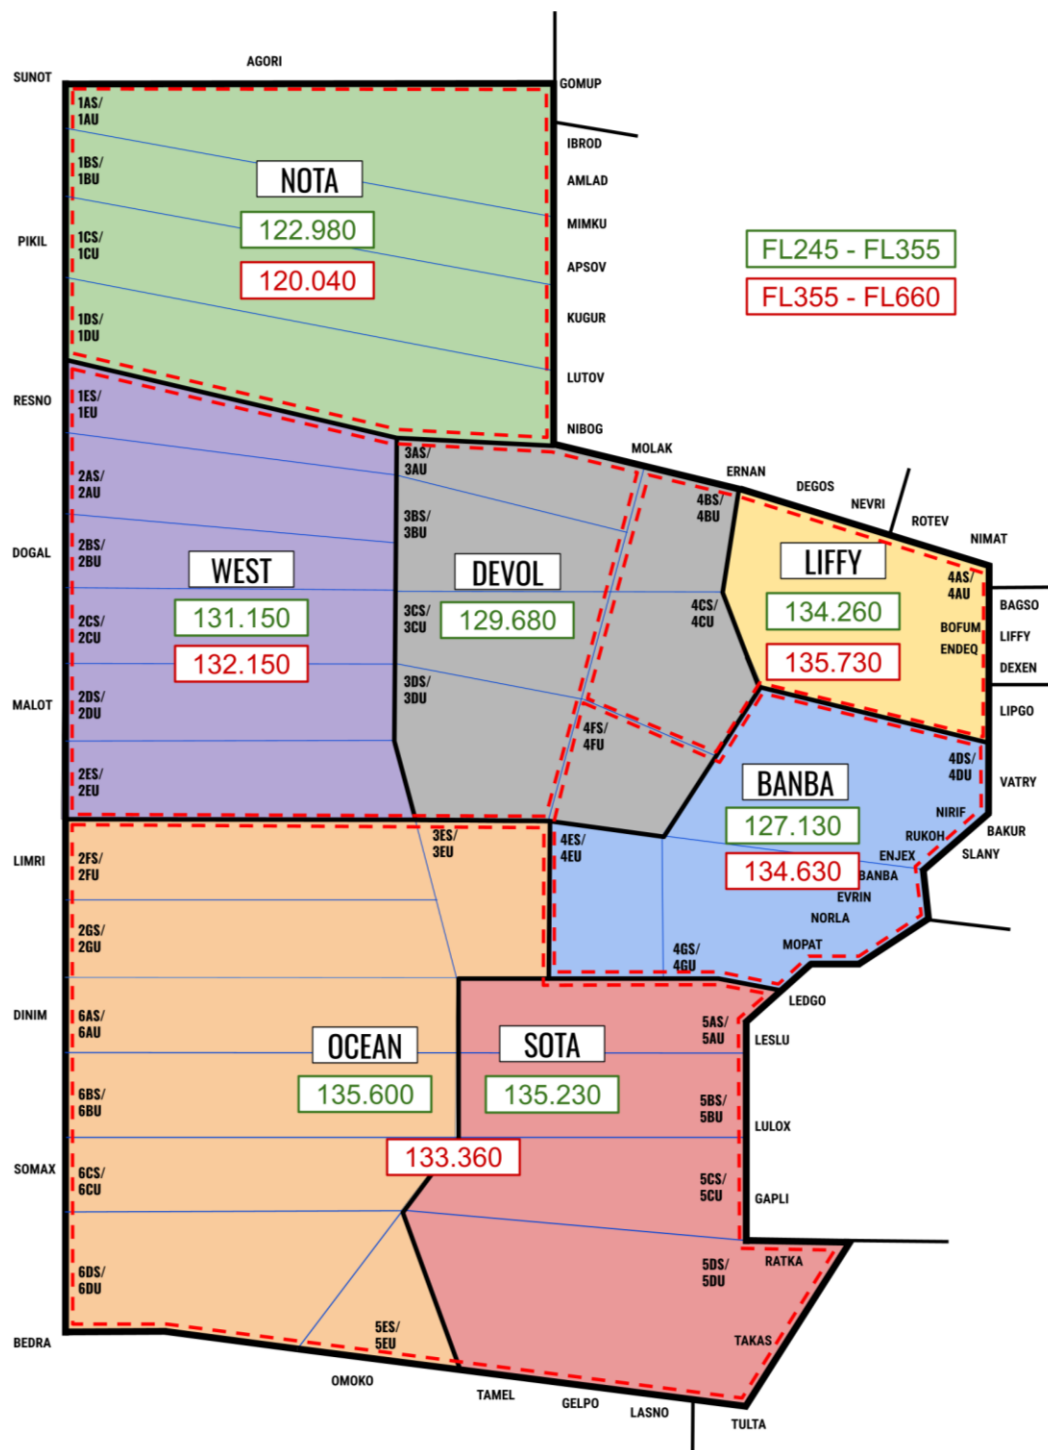 AGORI
SUNOT
GOMUP
1AS/
1AU
IBROD
1BS/
1BU
NOTA
AMLAD
MIMKU
122.980
PIKIL
1CS/
1CU
FL245 - FL355
APSOV
120.040
FL355 - FL660
KUGUR
1DS/
1DU
LUTOV
RESNO
1ES/
1EU
NIBOG
MOLAK
3AS/
3AU
ERNAN
DEGOS
NEVRI
ROTEV
NIMAT
2AS/
2AU
4BS/
4BU
3BS/
3BU
DOGAL
2BS/
2BU
WEST
DEVOL
LIFFY
4AS/
4AU
131.150
129.680
134.260
BAGSO
2CS/
2CU
3CS/
3CU
4CS/
4CU
BOFUM
LIFFY
ENDEQ
132.150
135.730
DEXEN
MALOT
2DS/
2DU
3DS/
3DU
LIPGO
4FS/
4FU
2ES/
2EU
BANBA
4DS/
4DU
VATRY
127.130
NIRIF
BAKUR
RUKOH
SLANY
LIMRI
2FS/
2FU
3ES/
3EU
4ES/
4EU
ENJEX
134.630
BANBA
EVRIN
NORLA
2GS/
2GU
4GS/
4GU
MOPAT
LEDGO
DINIM
6AS/
6AU
OCEAN
SOTA
5AS/
5AU
LESLU
135.600
135.230
6BS/
6BU
5BS/
5BU
LULOX
133.360
SOMAX
6CS/
6CU
5CS/
5CU
GAPLI
6DS/
6DU
5DS/
5DU
RATKA
5ES/
5EU
TAKAS
BEDRA
OMOKO
TAMEL
GELPO
LASNO
TULTA